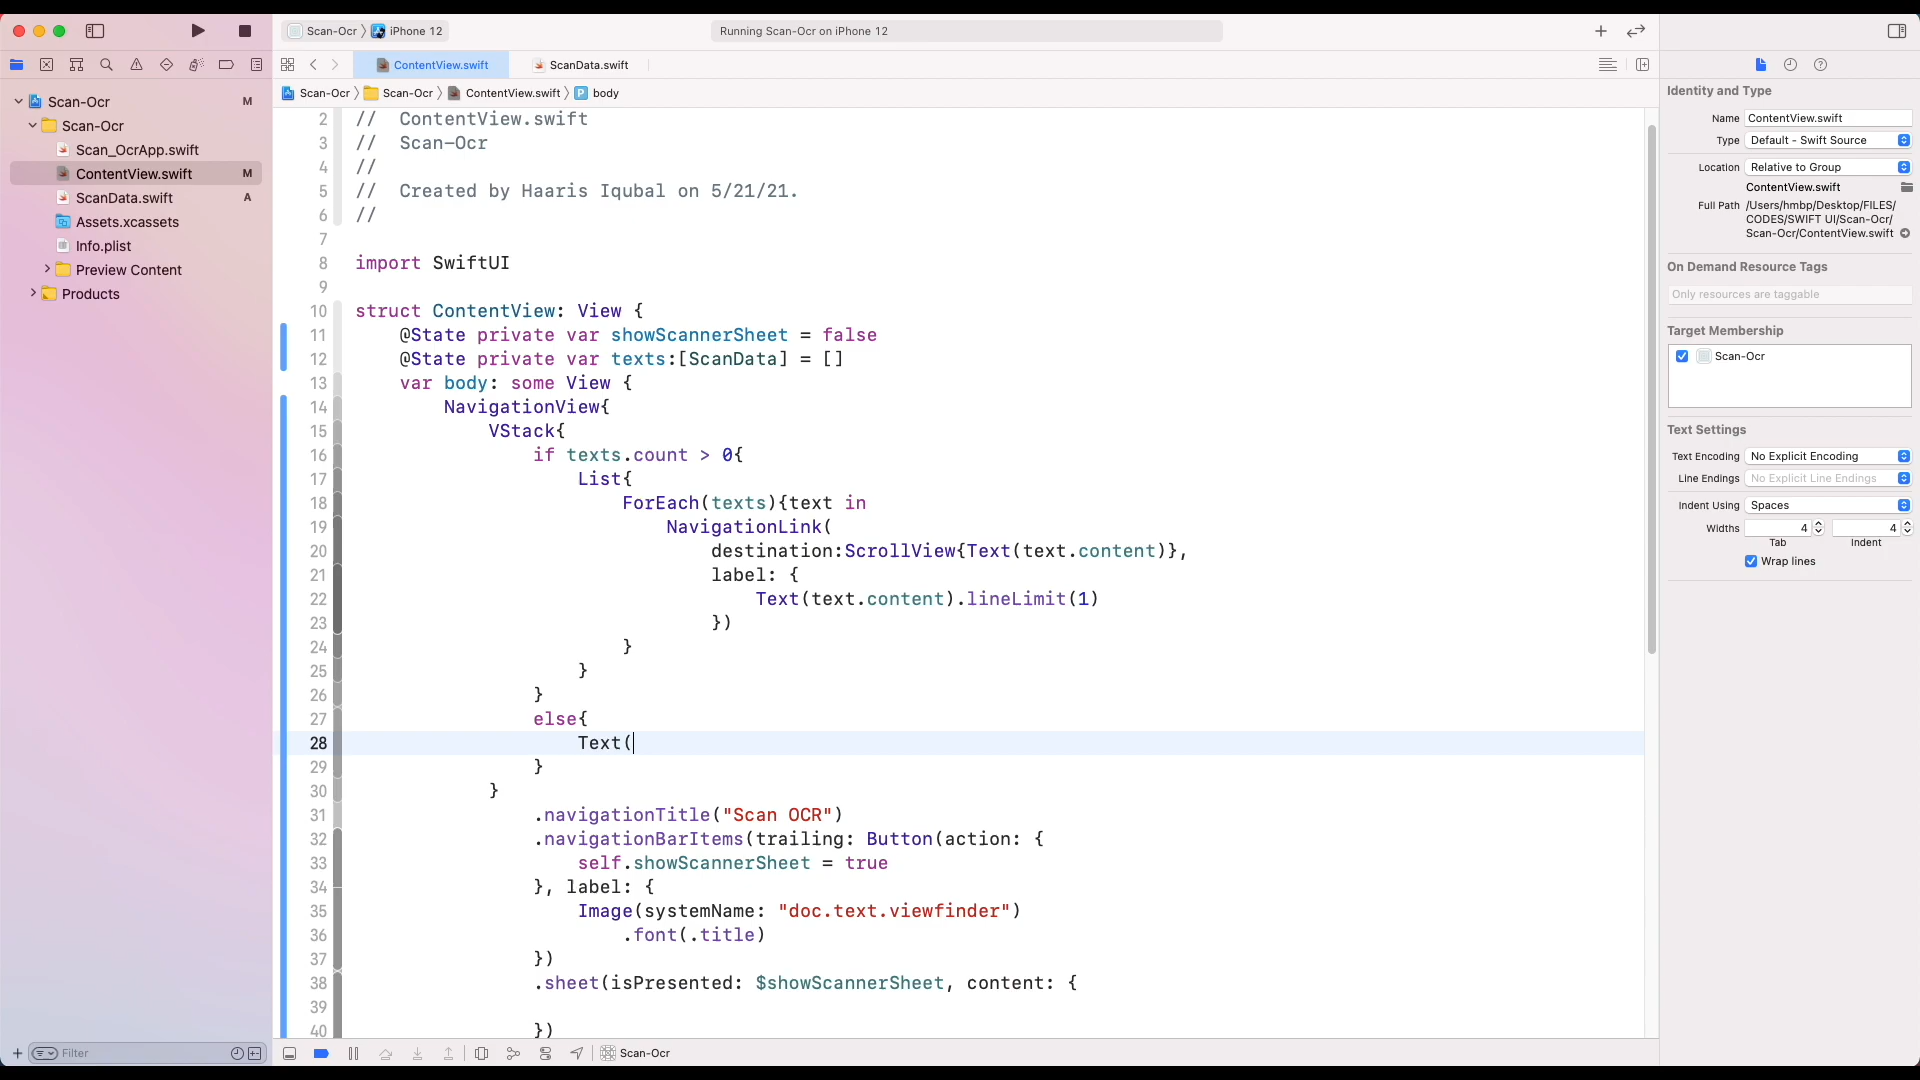 Scan-Ocr
iPhone 12
Running Scan-Ocr on iPhone 12
ContentView.swift
ScanData.swift
Scan-Ocr
Scan-Ocr
ContentView.swift
P
body
Scan-Ocr
M
Scan-Ocr
Scan_OcrApp.swift
ContentView.swift
M
ScanData.swift
A
Assets.xcassets
Info.plist
Preview Content
Products
Filter
2 //  ContentView.swift
3 //  Scan-Ocr
4 //
5 //  Created by Haaris Iqubal on 5/21/21.
6 //
7
8 import SwiftUI
9
10 struct ContentView: View {
11 @State private var showScannerSheet = false
12 @State private var texts:[ScanData] = []
13 var body: some View {
14 NavigationView{
15 VStack{
16 if texts.count > 0{
17 List{
18 ForEach(texts){text in
19 NavigationLink(
20 destination:ScrollView{Text(text.content)},
21 label: {
22 Text(text.content).lineLimit(1)
23 })
24 }
25 }
26 }
27 else{
28 Text(
29 }
30 }
31 .navigationTitle("Scan OCR")
32 .navigationBarItems(trailing: Button(action: {
33 self.showScannerSheet = true
34 }, label: {
35 Image(systemName: "doc.text.viewfinder")
36 .font(.title)
37 })
38 .sheet(isPresented: $showScannerSheet, content: {
39
40 })
Scan-Ocr
Identity and Type
Name ContentView.swift
Type Default - Swift Source
Location Relative to Group
ContentView.swift
Full Path /Users/hmbp/Desktop/FILES/
CODES/SWIFT UI/Scan-Ocr/
Scan-Ocr/ContentView.swift
On Demand Resource Tags
Only resources are taggable
Target Membership
Scan-Ocr
Text Settings
Text Encoding No Explicit Encoding
Line Endings No Explicit Line Endings
Indent Using Spaces
Widths 4 4
Tab Indent
Wrap lines